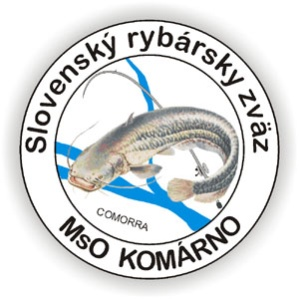 Slovenský rybársky zväz
COMORRA
MsO KOMÁRNO